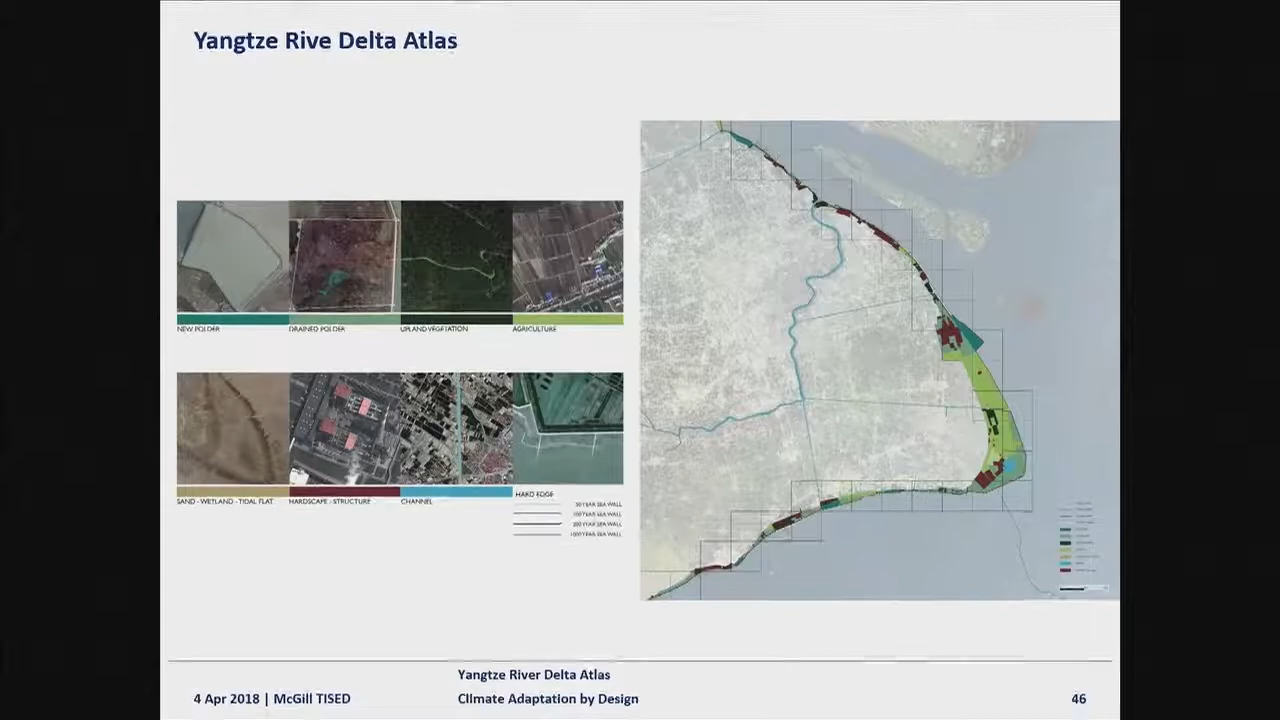 Yangtze Rive Delta Atlas
NEW POLDER
DRAINED POLDER
UPLAND VEGETATION
AGRICULTURE
SAND - WETLAND - TIDAL FLAT
HARDSCAPE - STRUCTURE
CHANNEL
HARD EDGE
50 YEAR SEA WALL
100 YEAR SEA WALL
200 YEAR SEA WALL
1000 YEAR SEA WALL
Yangtze River Delta Atlas
4 Apr 2018 | McGill TISED
Climate Adaptation by Design
46